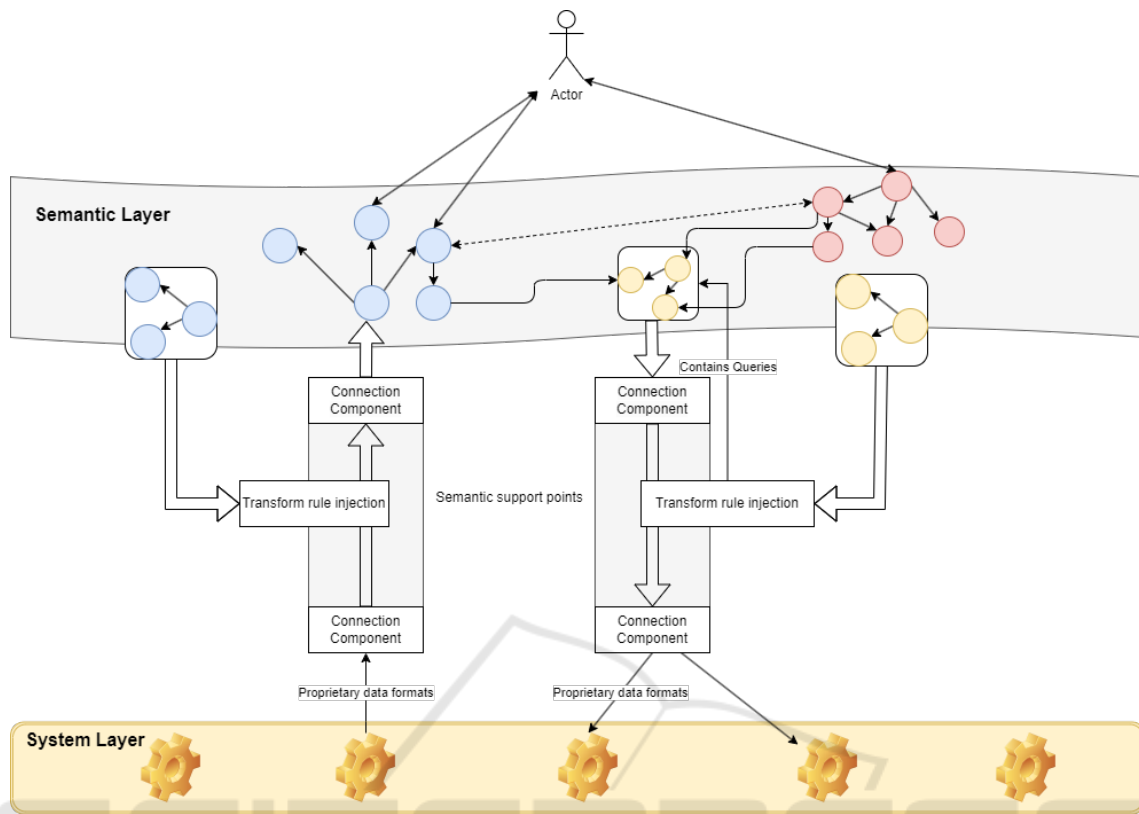 Actor
Semantic Layer
Contains Queries
Connection
Component
Connection
Component
Transform rule injection
Semantic support points
Transform rule injection
Connection
Component
Connection
Component
Proprietary data formats
Proprietary data formats
System Layer